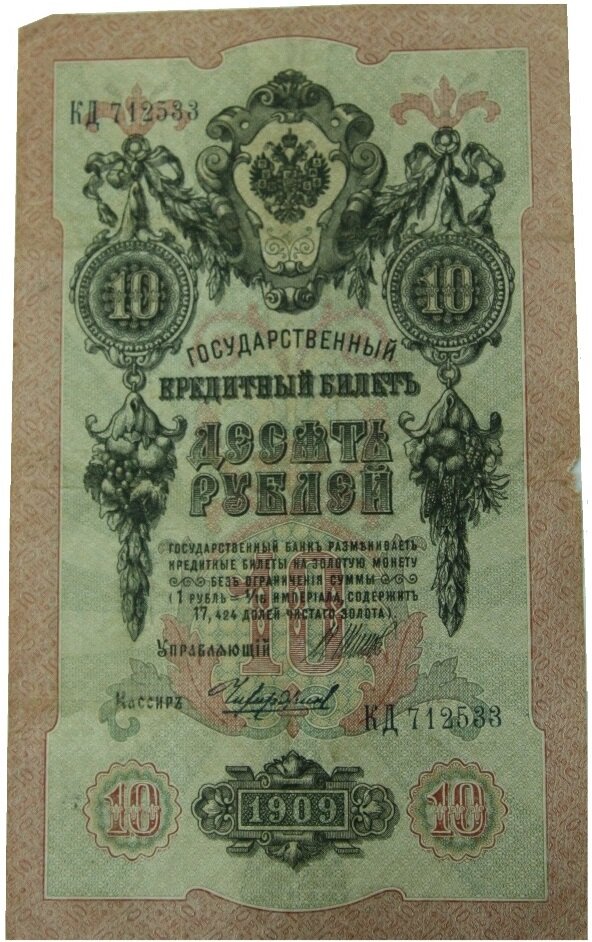 КД 712533
10 10
ГОСУДАРСТВЕННЫЙ
КРЕДИТНЫЙ БИЛЕТЪ
ДЕСЯТЬ
РУБЛЕЙ
ГОСУДАРСТВЕННЫЙ БАНКЪ РАЗМѢНИВАЕТЪ
КРЕДИТНЫЕ БИЛЕТЫ НА ЗОЛОТУЮ МОНЕТУ
БЕЗЪ ОГРАНИЧЕНІЯ СУММЫ
(1 РУБЛЬ = 1/15 ИМПЕРІАЛА, СОДЕРЖИТЪ
17,424 ДОЛЕЙ ЧИСТАГО ЗОЛОТА).
10
УПРАВЛЯЮЩІЙ
КАССИРЪ
КД 712533
10 1909 10